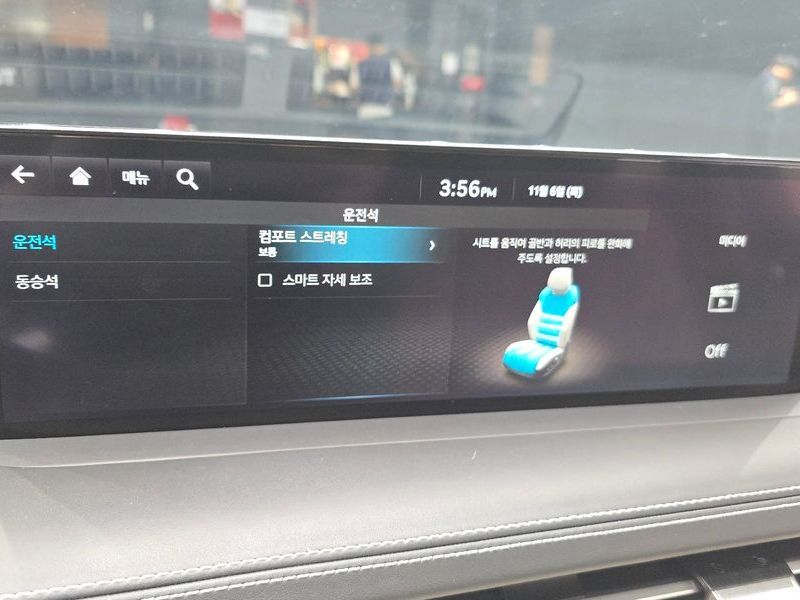 메뉴
3:56PM
11월 6일 (月)
운전석
운전석
동승석
컴포트 스트레칭
보통
스마트 자세 보조
시트를 움직여 골반과 허리의 피로를 완화해
주도록 설정합니다.
미디어
Off